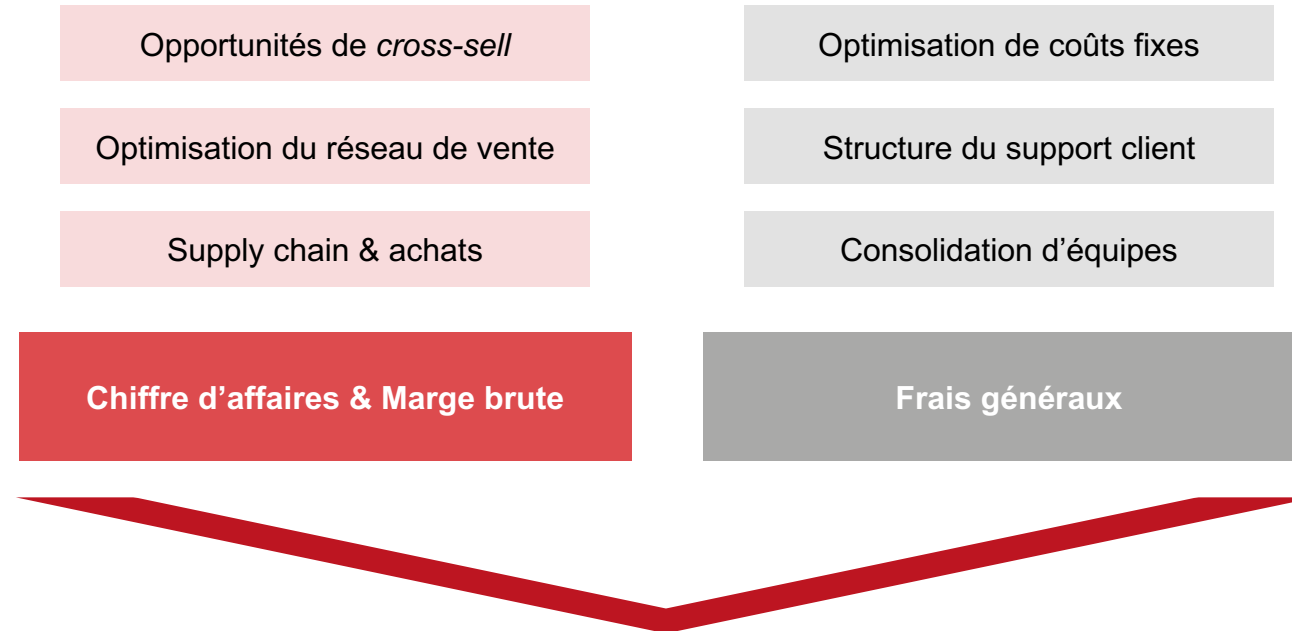 Opportunités de cross-sell
Optimisation du réseau de vente
Supply chain & achats
Chiffre d’affaires & Marge brute
Optimisation de coûts fixes
Structure du support client
Consolidation d’équipes
Frais généraux